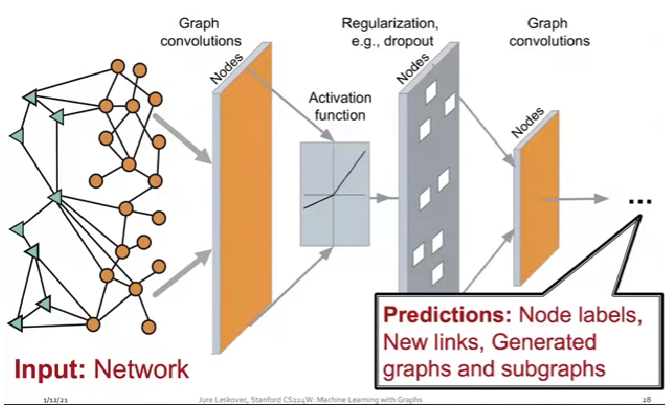 Graph
convolutions
Regularization,
e.g., dropout
Graph
convolutions
Nodes
Activation
function
Nodes
Nodes
...
Predictions: Node labels,
New links, Generated
graphs and subgraphs
Input: Network
1/12/21
Jure Leskovec, Stanford CS224W: Machine Learning with Graphs
28